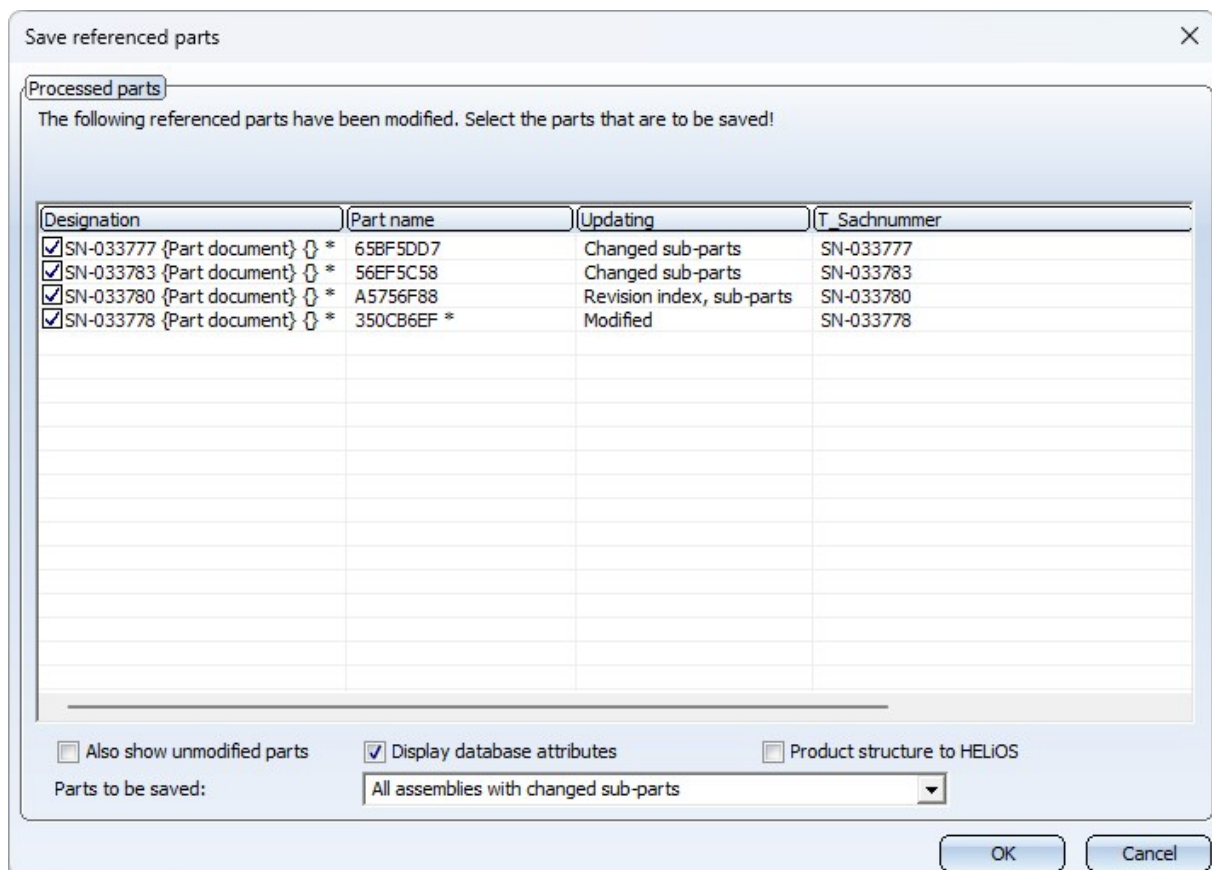 Save referenced parts
Processed parts
The following referenced parts have been modified. Select the parts that are to be saved!
Designation Part name Updating T_Sachnummer
SN-033777 {Part document} {} * 65BF5DD7 Changed sub-parts SN-033777
SN-033783 {Part document} {} * 56EF5C58 Changed sub-parts SN-033783
SN-033780 {Part document} {} * A5756F88 Revision index, sub-parts SN-033780
SN-033778 {Part document} {} * 350CB6EF * Modified SN-033778
Also show unmodified parts Display database attributes Product structure to HELiOS
Parts to be saved: All assemblies with changed sub-parts
OK Cancel